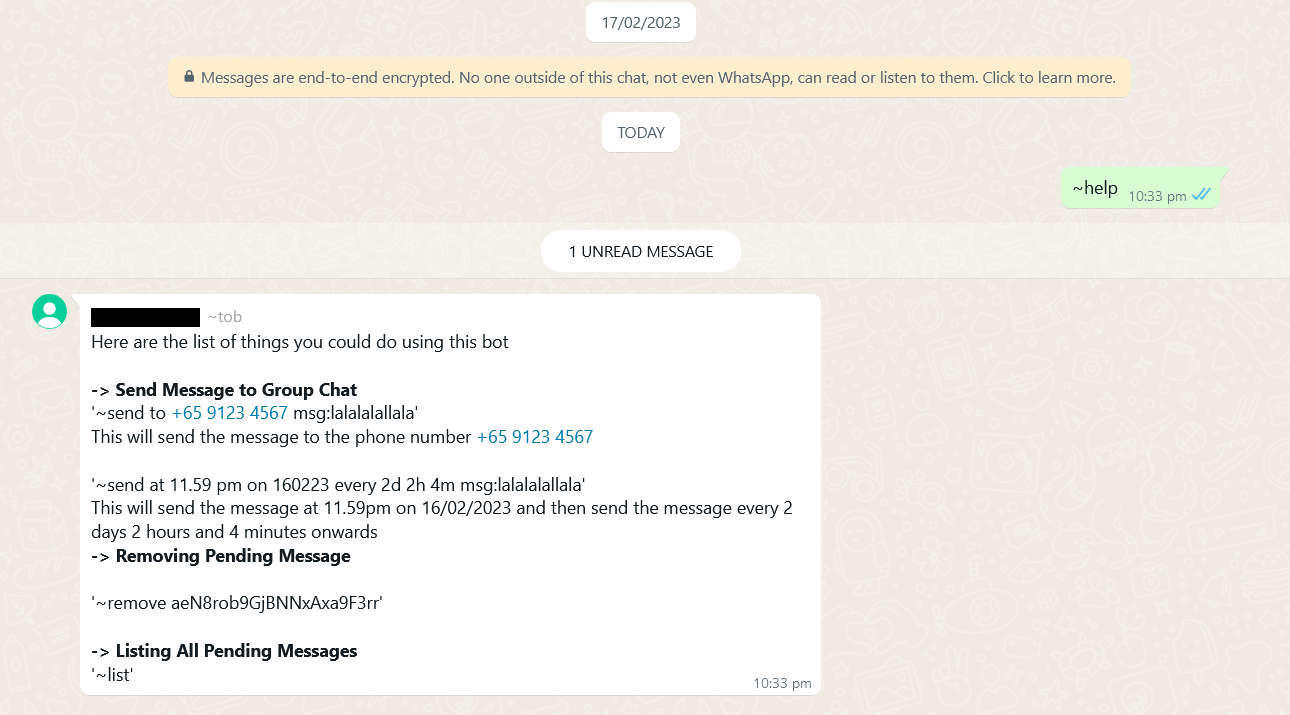 17/02/2023
Messages are end-to-end encrypted. No one outside of this chat, not even WhatsApp, can read or listen to them. Click to learn more.
TODAY
~help 10:33 pm
1 UNREAD MESSAGE
~tob
Here are the list of things you could do using this bot
-> Send Message to Group Chat
'~send to +65 9123 4567 msg:lalalalallala'
This will send the message to the phone number +65 9123 4567
'~send at 11.59 pm on 160223 every 2d 2h 4m msg:lalalalallala'
This will send the message at 11.59pm on 16/02/2023 and then send the message every 2
days 2 hours and 4 minutes onwards
-> Removing Pending Message
'~remove aeN8rob9GjBNNxAxa9F3rr'
-> Listing All Pending Messages
'~list'
10:33 pm